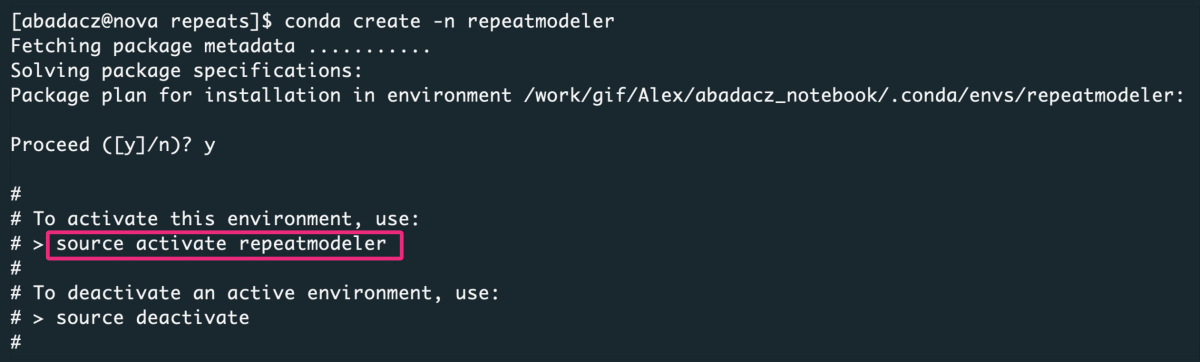 [abadacz@nova repeats]$ conda create -n repeatmodeler
Fetching package metadata ...........
Solving package specifications:
Package plan for installation in environment /work/gif/Alex/abadacz_notebook/.conda/envs/repeatmodeler:
Proceed ([y]/n)? y
#
# To activate this environment, use:
# > source activate repeatmodeler
#
# To deactivate an active environment, use:
# > source deactivate
#